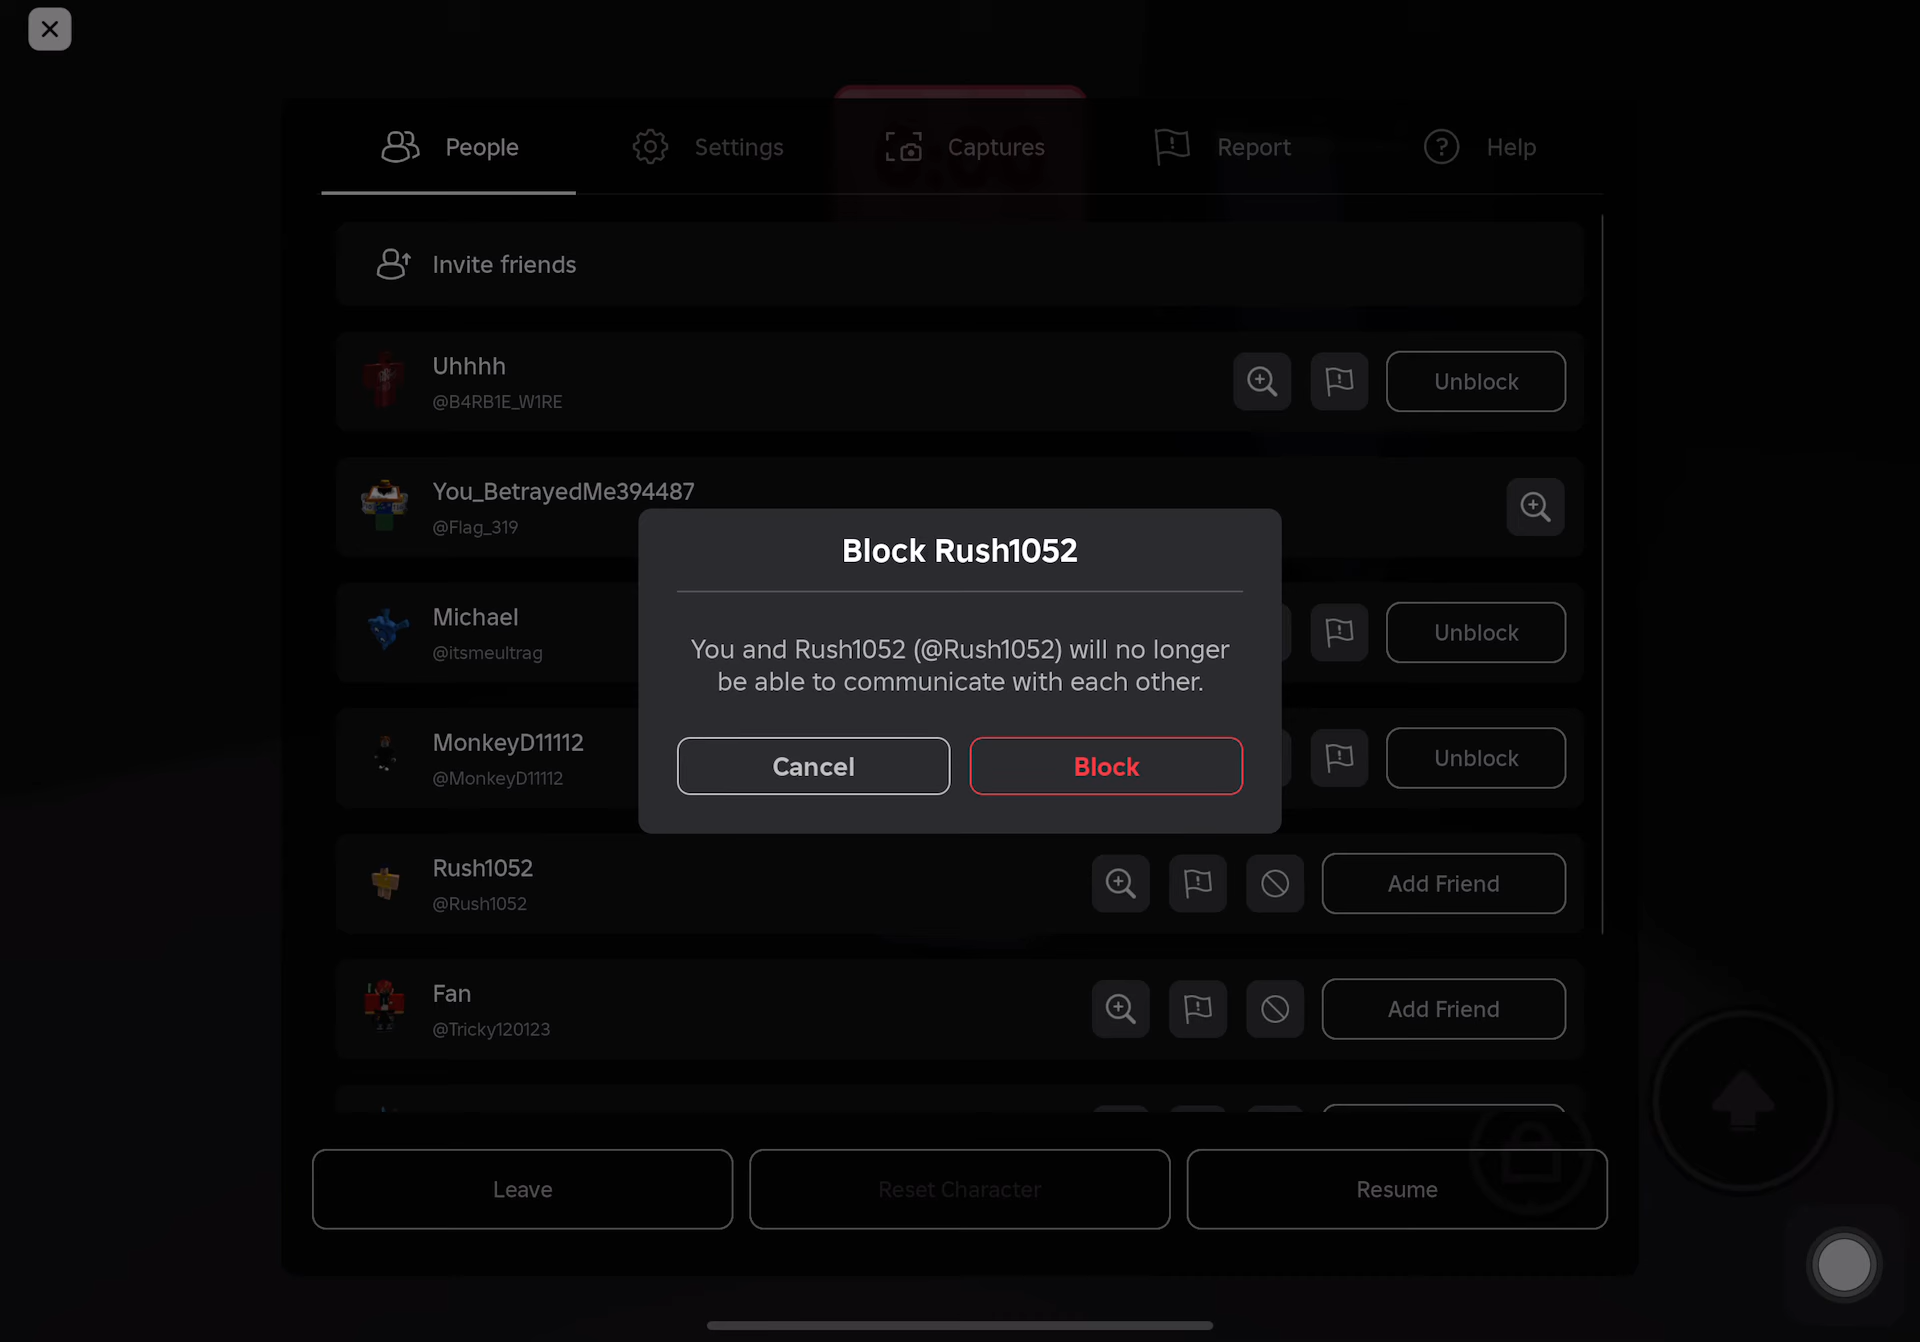 People
Settings
Captures
Report
Help
Invite friends
Uhhhh
@B4RB1E_W1RE
Unblock
You_BetrayedMe394487
@Flag_319
Block Rush1052
Michael
@itsmeultrag
Unblock
You and Rush1052 (@Rush1052) will no longer
be able to communicate with each other.
MonkeyD11112
@MonkeyD11112
Unblock
Cancel
Block
Rush1052
@Rush1052
Add Friend
Fan
@Tricky120123
Add Friend
Leave
Reset Character
Resume